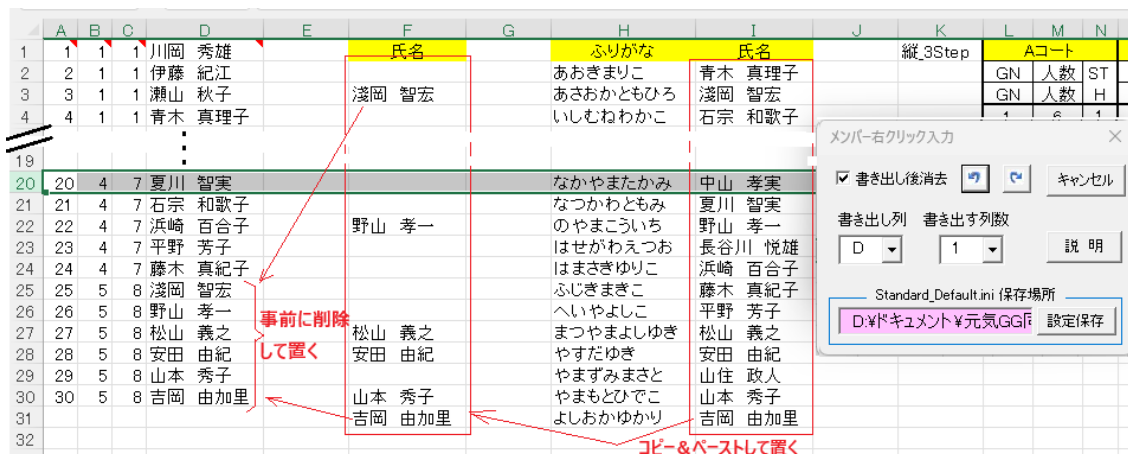 A B C D E F G H I J K L M N
1 1 1 1 川岡 秀雄 氏名 ふりがな 氏名 縦_3Step Aコート
2 2 1 1 伊藤 紀江 あおきまりこ 青木 真理子 GN 人数 ST
3 3 1 1 瀬山 秋子 淺岡 智宏 あさおかともひろ 淺岡 智宏 GN 人数 H
4 4 1 1 青木 真理子 いしむねわかこ 石宗 和歌子 1 6 1
19
20 20 4 7 夏川 智実 なかやまたかみ 中山 孝実
21 21 4 7 石宗 和歌子 なつかわともみ 夏川 智実
22 22 4 7 浜崎 百合子 野山 孝一 のやまこういち 野山 孝一
23 23 4 7 平野 芳子 はせがわえつお 長谷川 悦雄
24 24 4 7 藤木 真紀子 はまさきゆりこ 浜崎 百合子
25 25 5 8 淺岡 智宏 ふじきまきこ 藤木 真紀子
26 26 5 8 野山 孝一 へいやよしこ 平野 芳子
27 27 5 8 松山 義之 松山 義之 まつやまよしゆき 松山 義之
28 28 5 8 安田 由紀 安田 由紀 やすだゆき 安田 由紀
29 29 5 8 山本 秀子 やまずみまさと 山住 政人
30 30 5 8 吉岡 由加里 山本 秀子 やまもとひでこ 山本 秀子
31 吉岡 由加里 よしおかゆかり 吉岡 由加里
32
事前に削除
して置く
コピー&ペーストして置く
メンバー右クリック入力
書き出し後消去 キャンセル
書き出し列 書き出す列数
D 1 説 明
Standard_Default.ini 保存場所
D:¥ドキュメント¥元気GG 設定保存